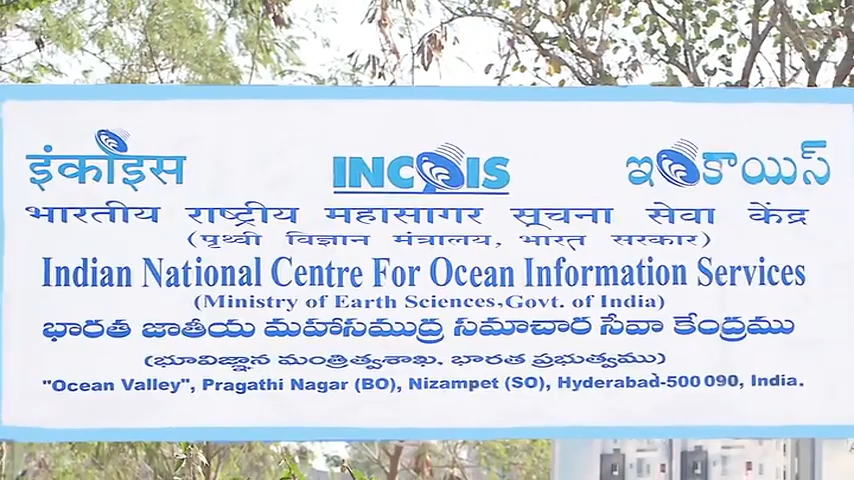 इंकॉइस INCOIS ఇంకాయిస్
भारतीय राष्ट्रीय महासागर सूचना सेवा केंद्र
(पृथ्वी विज्ञान मंत्रालय, भारत सरकार)
Indian National Centre For Ocean Information Services
(Ministry of Earth Sciences,Govt. of India)
భారత జాతీయ మహాసముద్ర సమాచార సేవా కేంద్రము
(భూవిజ్ఞాన మంత్రిత్వశాఖ, భారత ప్రభుత్వము)
"Ocean Valley", Pragathi Nagar (BO), Nizampet (SO), Hyderabad-500 090, India.